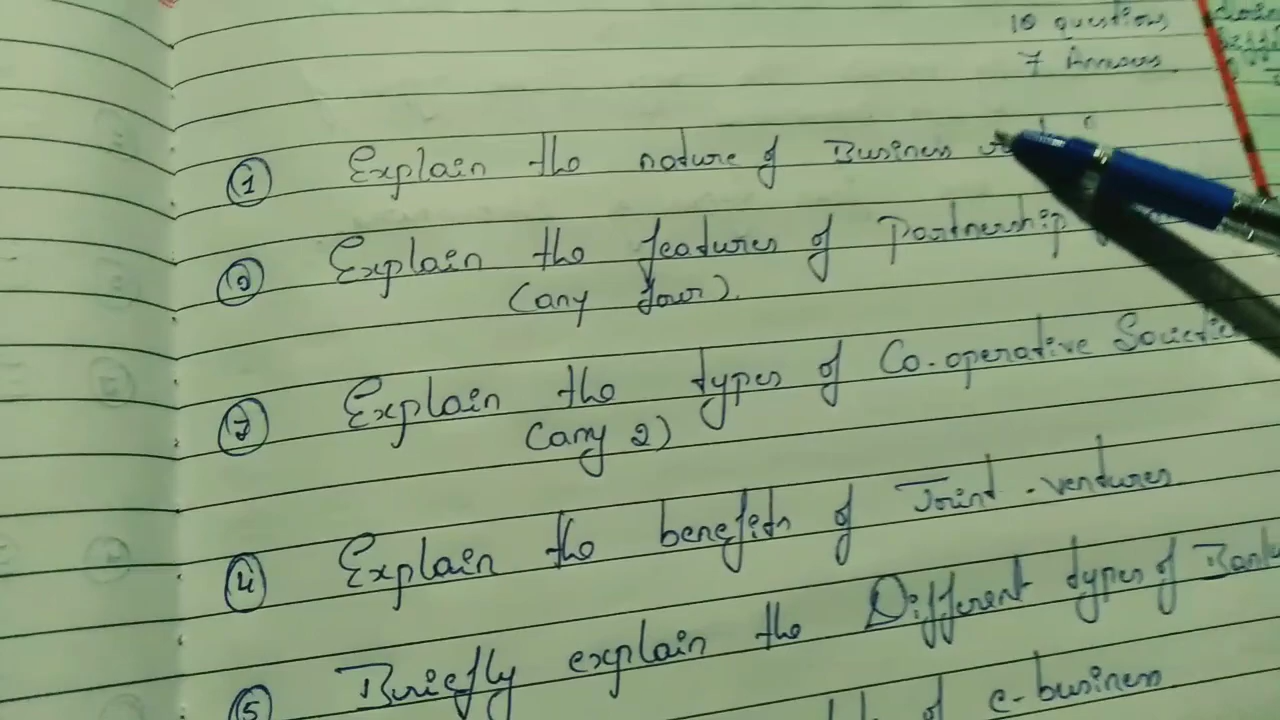 10 questions
7 Answers
① Explain the nature of Business
② Explain the features of Partnership
(any four).
③ Explain the types of Co-operative
(any 2)
④ Explain the benefits of Joint-ventures
⑤ Briefly explain the Different types of
of e-business